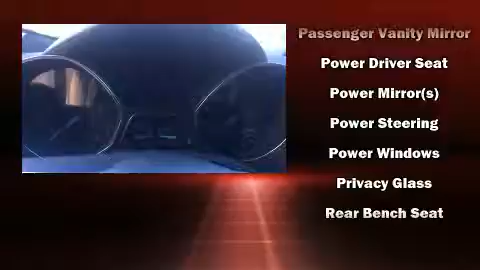 Passenger Vanity Mirror
Power Driver Seat
Power Mirror(s)
Power Steering
Power Windows
Privacy Glass
Rear Bench Seat